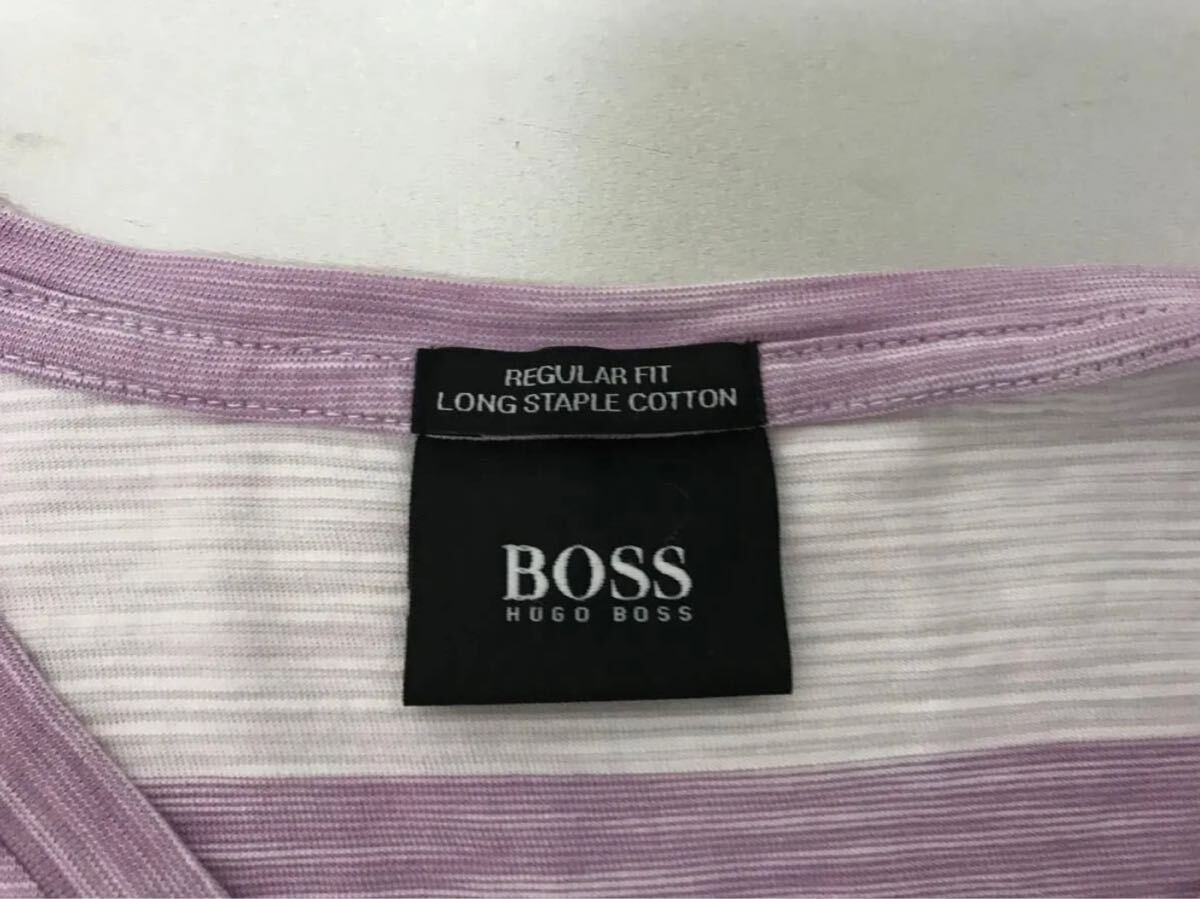 REGULAR FIT
LONG STAPLE COTTON
BOSS
HUGO BOSS